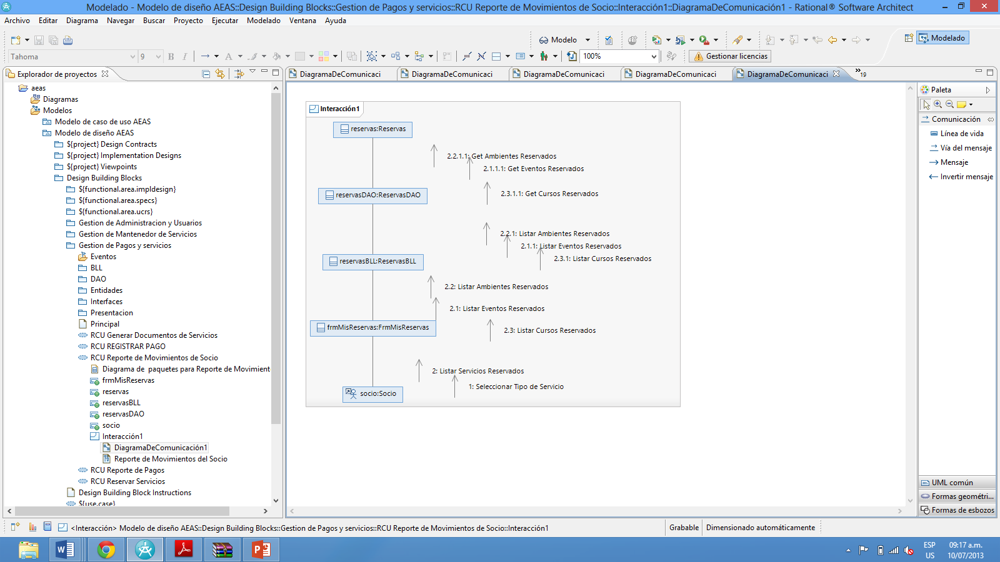 Modelado - Modelo de diseño AEAS::Design Building Blocks::Gestion de Pagos y servicios::RCU Reporte de Movimientos de Socio::Interacción1::DiagramaDeComunicación1 - Rational® Software Architect
Archivo Editar Diagrama Navegar Buscar Proyecto Ejecutar Modelado Ventana Ayuda
Modelo
Modelado
Tahoma 9 B I A 100% Gestionar licencias
Explorador de proyectos
DiagramaDeComunicaci DiagramaDeComunicaci DiagramaDeComunicaci DiagramaDeComunicaci DiagramaDeComunicaci »19
aeas
Diagramas
Modelos
Modelo de caso de uso AEAS
Modelo de diseño AEAS
${project} Design Contracts
${project} Implementation Designs
${project} Viewpoints
Design Building Blocks
${functional.area.impldesign}
${functional.area.specs}
${functional.area.ucrs}
Gestion de Administracion y Usuarios
Gestion de Mantenedor de Servicios
Gestion de Pagos y servicios
Eventos
BLL
DAO
Entidades
Interfaces
Presentacion
Principal
RCU Generar Documentos de Servicios
RCU REGISTRAR PAGO
RCU Reporte de Movimientos de Socio
Diagrama de paquetes para Reporte de Movimient
frmMisReservas
reservas
reservasBLL
reservasDAO
socio
Interacción1
DiagramaDeComunicación1
Reporte de Movimientos del Socio
RCU Reporte de Pagos
RCU Reservar Servicios
Design Building Block Instructions
${use.case}
Interacción1
reservas:Reservas
2.2.1.1: Get Ambientes Reservados
2.1.1.1: Get Eventos Reservados
reservasDAO:ReservasDAO
2.3.1.1: Get Cursos Reservados
2.2.1: Listar Ambientes Reservados
2.1.1: Listar Eventos Reservados
2.3.1: Listar Cursos Reservados
reservasBLL:ReservasBLL
2.2: Listar Ambientes Reservados
2.1: Listar Eventos Reservados
frmMisReservas:FrmMisReservas
2.3: Listar Cursos Reservados
2: Listar Servicios Reservados
1: Seleccionar Tipo de Servicio
socio:Socio
Paleta
Comunicación
Línea de vida
Vía del mensaje
Mensaje
Invertir mensaje
UML común
Formas geométri...
Formas de esbozos
<Interacción> Modelo de diseño AEAS::Design Building Blocks::Gestion de Pagos y servicios::RCU Reporte de Movimientos de Socio::Interacción1
Grabable
Dimensionado automáticamente
ESP
US
09:17 a.m.
10/07/2013